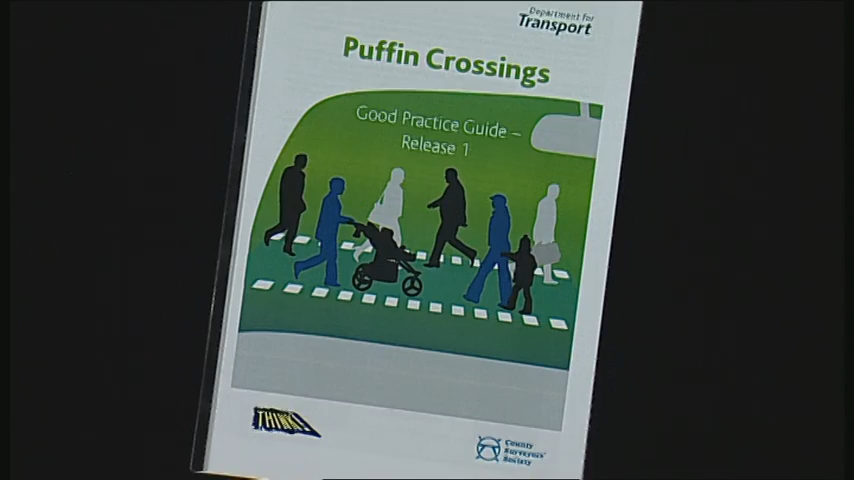 Department for
Transport
Puffin Crossings
Good Practice Guide –
Release 1
THINK!
County
Surveyors'
Society